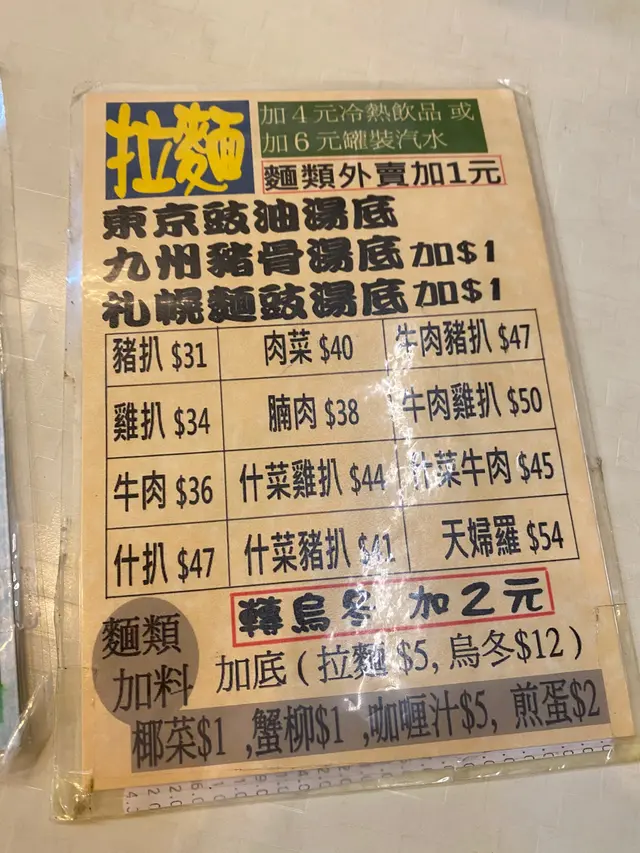 拉麵
加4元冷熱飲品 或
加6元罐裝汽水
麵類外賣加1元
東京豉油湯底
九州豬骨湯底加$1
札幌麵豉湯底加$1
豬扒 $31 肉菜 $40 牛肉豬扒 $47
雞扒 $34 腩肉 $38 牛肉雞扒 $50
牛肉 $36 什菜雞扒 $44 什菜牛肉 $45
什扒 $47 什菜豬扒 $41 天婦羅 $54
轉烏冬 加2元
麵類
加料
加底 ( 拉麵 $5, 烏冬$12 )
椰菜$1 ,蟹柳$1 ,咖喱汁$5, 煎蛋$2